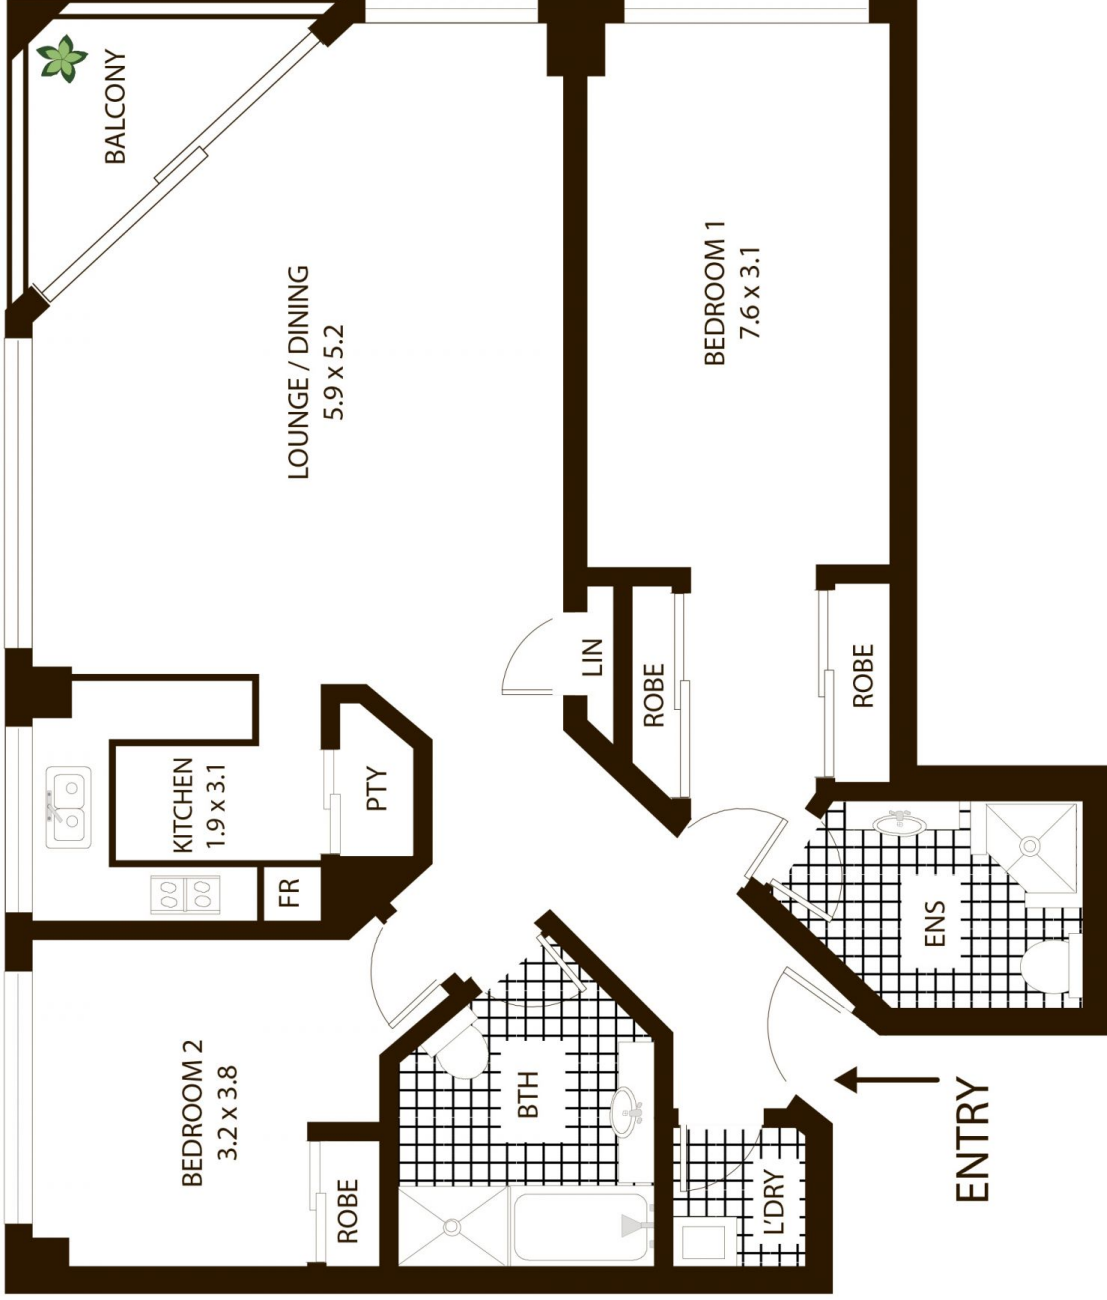 BALCONY
LOUNGE / DINING
5.9 x 5.2
BEDROOM 1
7.6 x 3.1
LIN
ROBE
ROBE
KITCHEN
1.9 x 3.1
PTY
FR
ENS
BEDROOM 2
3.2 x 3.8
BTH
ROBE
L'DRY
ENTRY